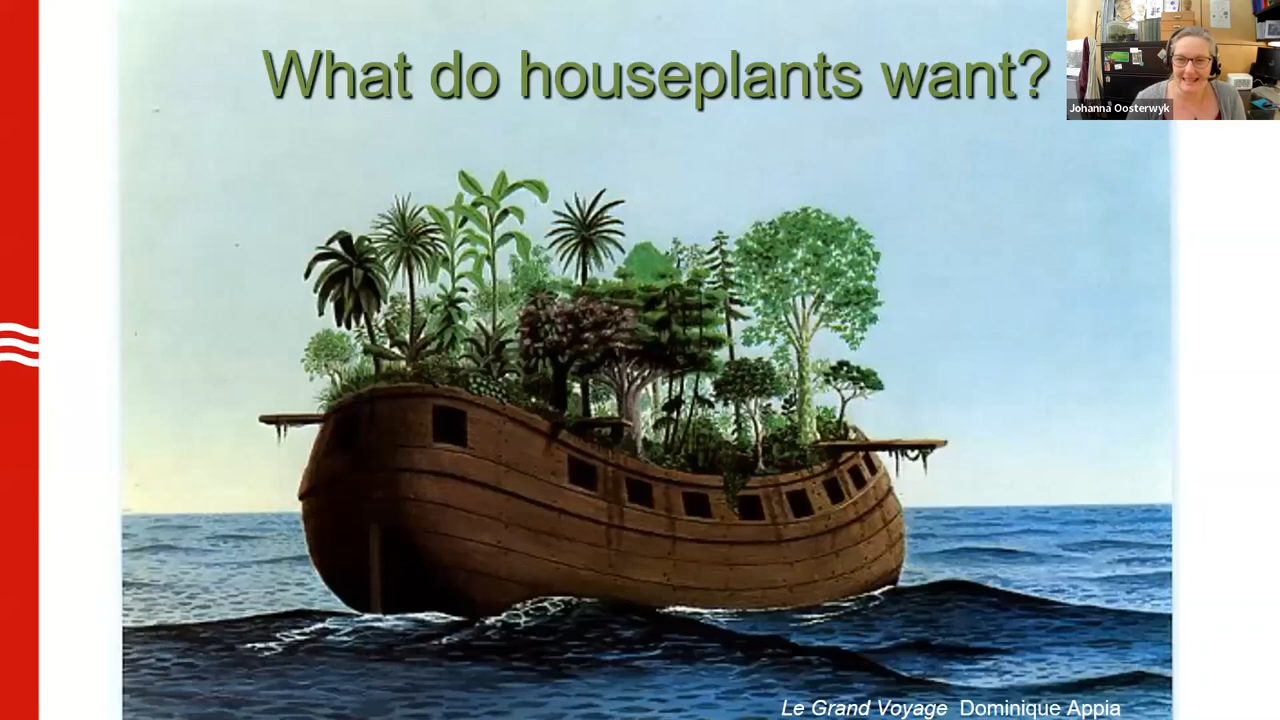 What do houseplants want?
Johanna Oosterwyk
Le Grand Voyage Dominique Appia